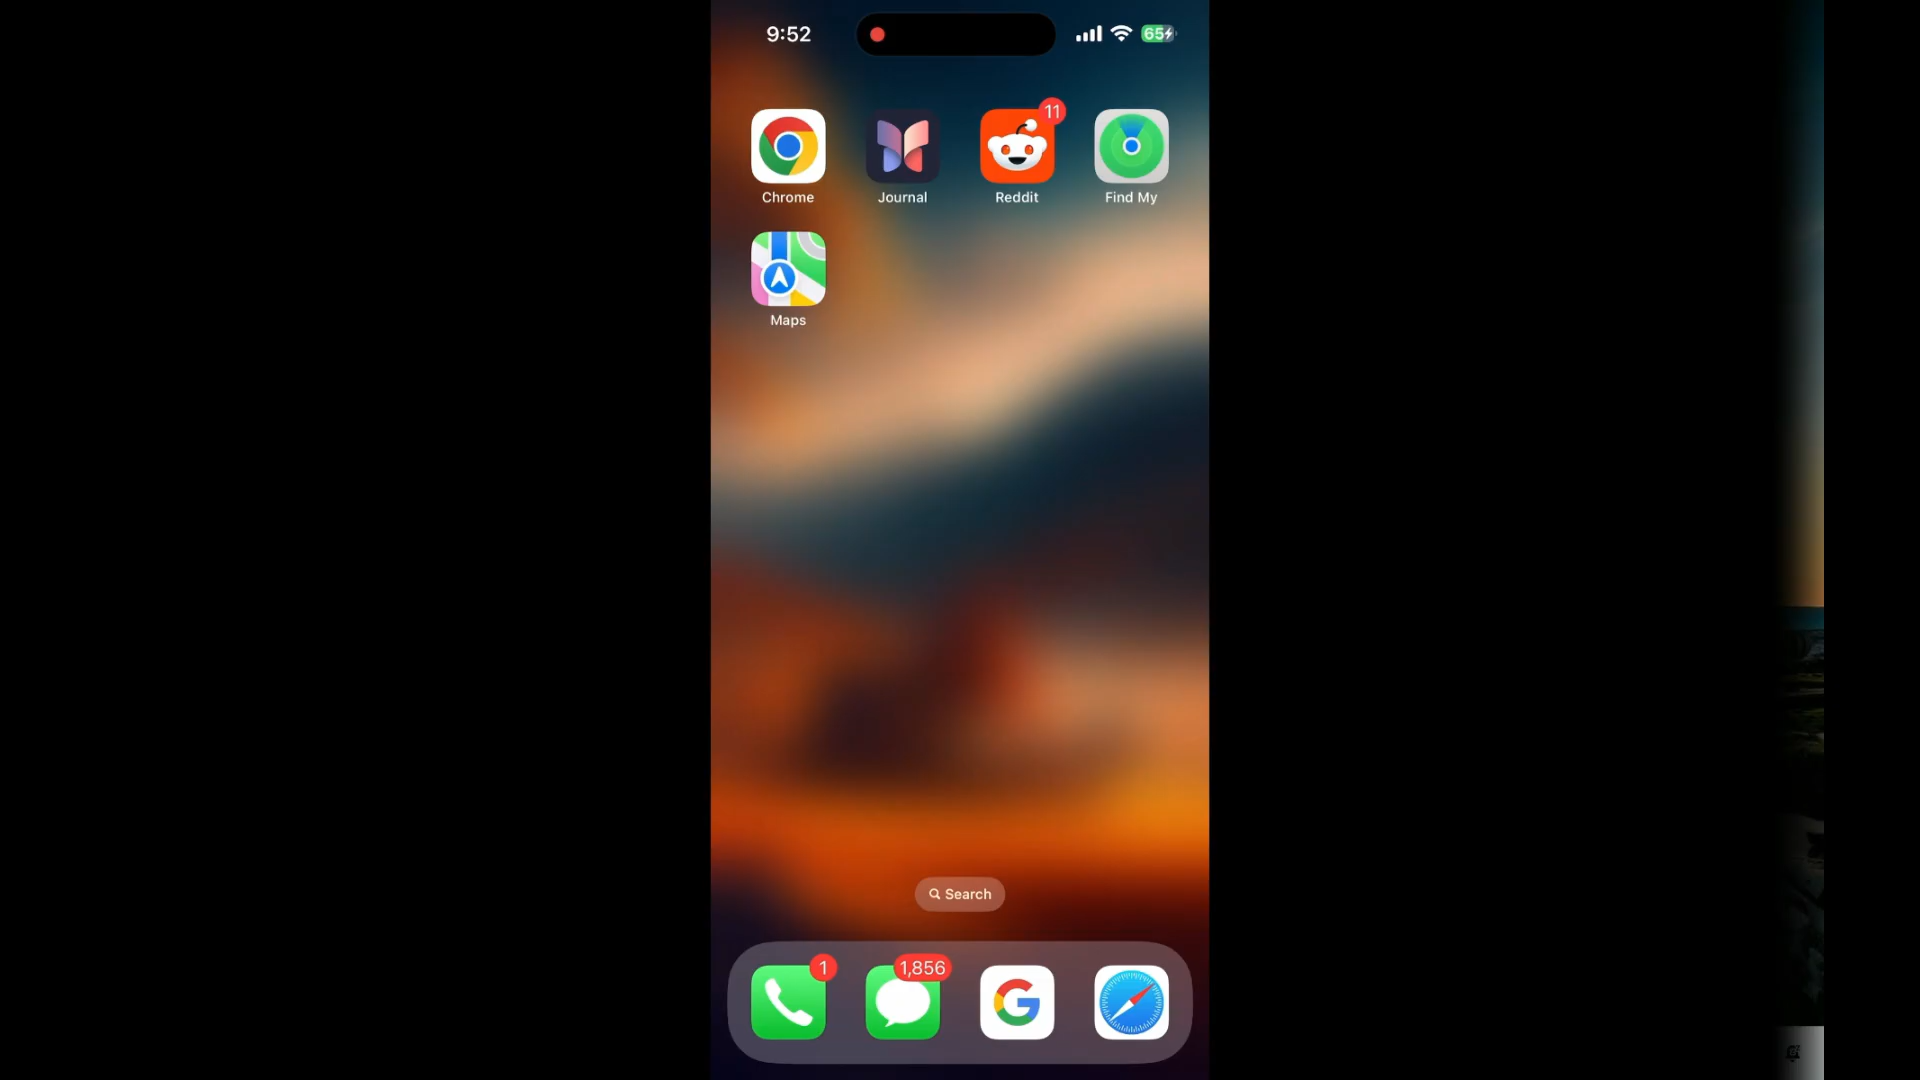 9:52
65
11
Chrome
Journal
Reddit
Find My
Maps
Search
1
1,856